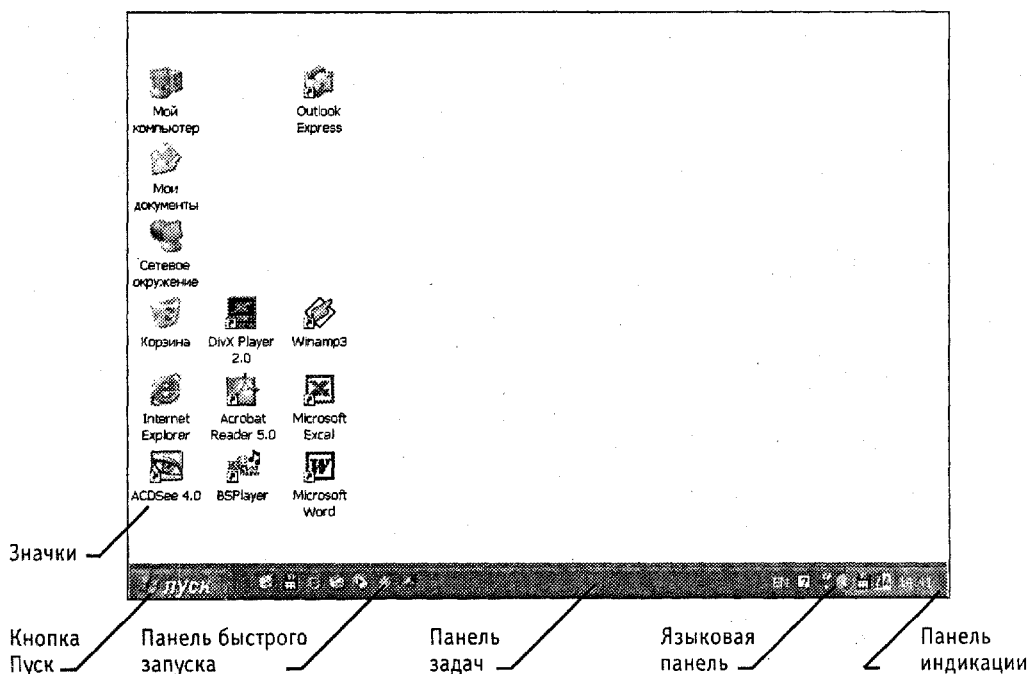 Мой
компьютер
Outlook
Express
Мои
документы
Сетевое
окружение
Корзина
DivX Player
2.0
Winamp3
Internet
Explorer
Acrobat
Reader 5.0
Microsoft
Excal
ACDSee 4.0
BSPlayer
Microsoft
Word
Значки
пуск
Кнопка
Пуск
Панель быстрого
запуска
Панель
задач
Языковая
панель
Панель
индикации